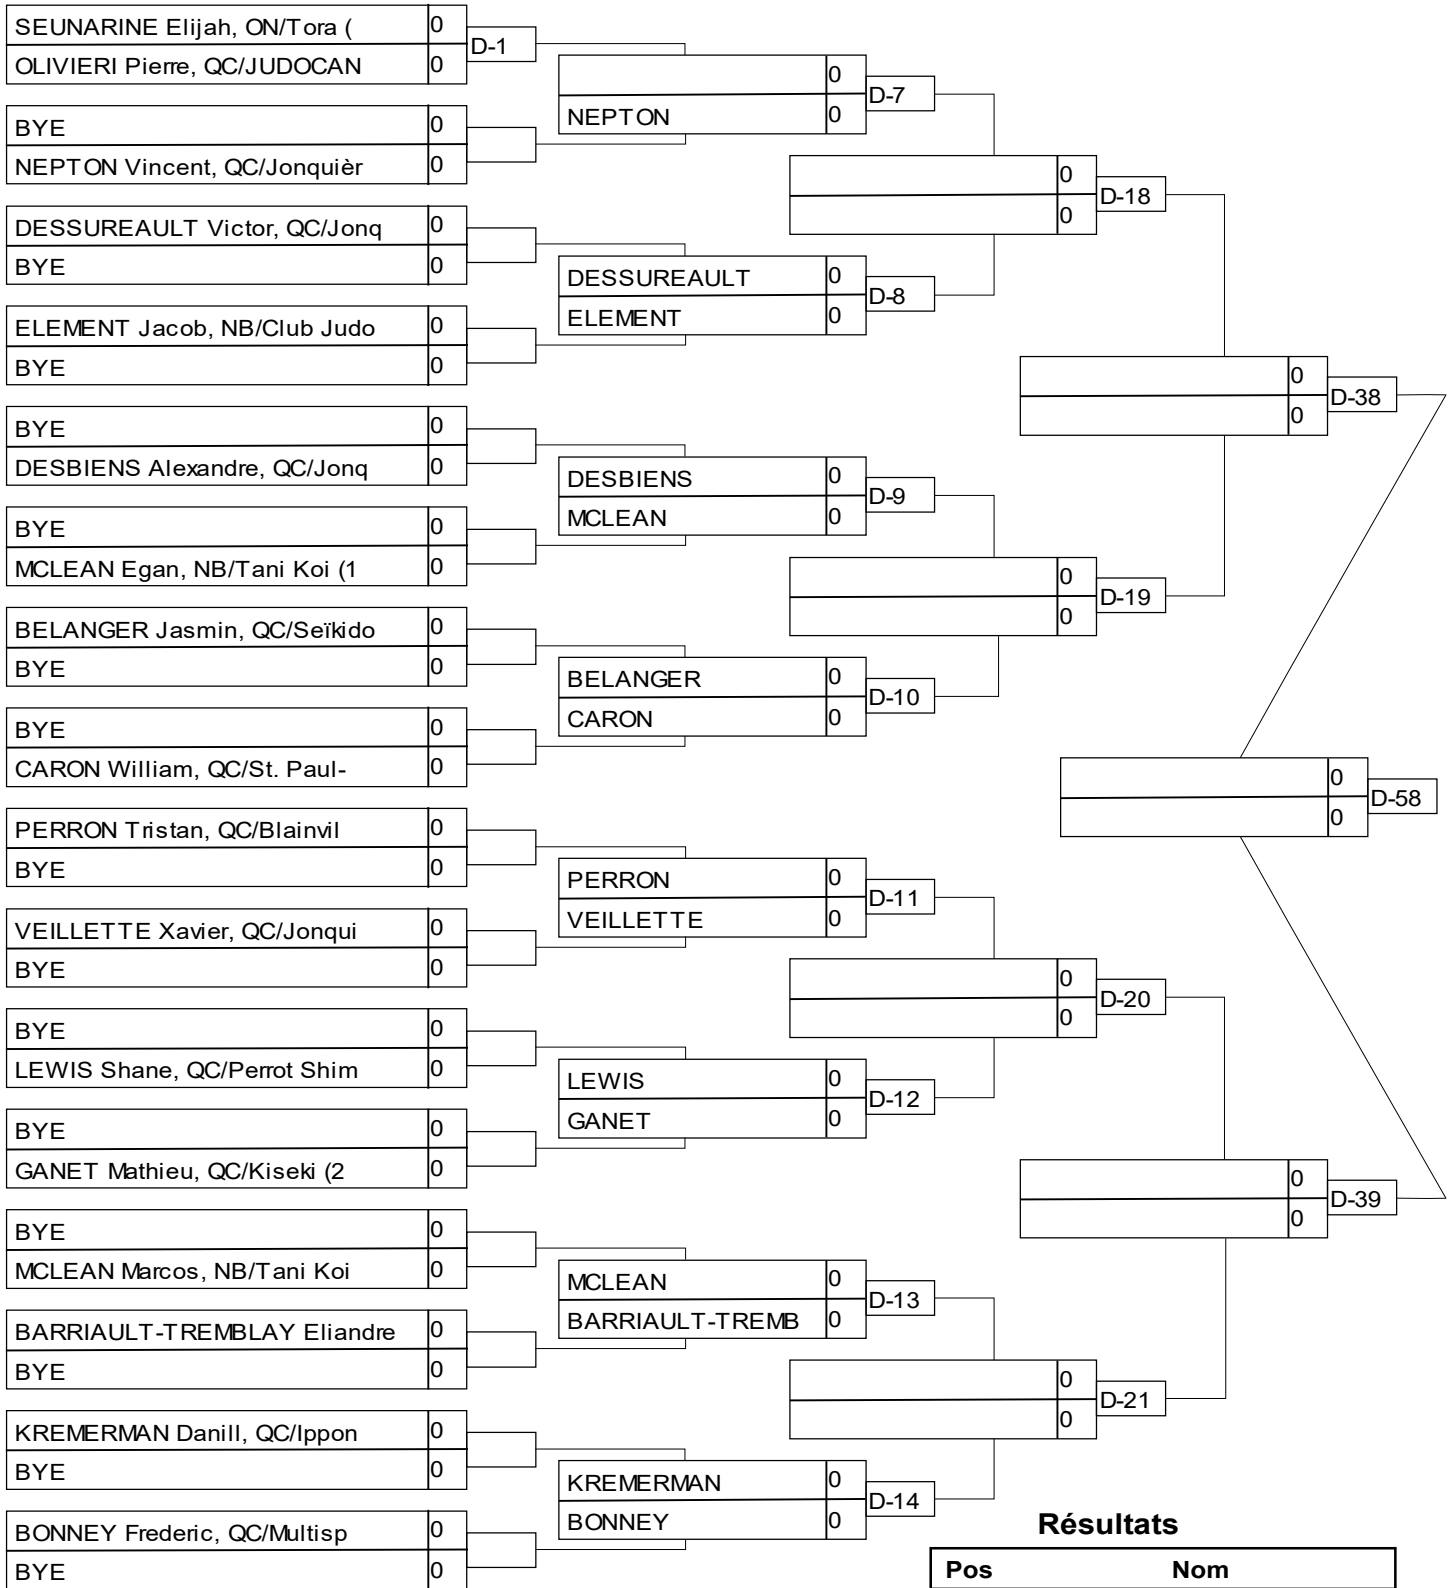 SEUNARINE Elijah, ON/Tora ( 0
OLIVIERI Pierre, QC/JUDOCAN 0
D-1
BYE 0
NEPTON Vincent, QC/Jonquièr 0
DESSUREAULT Victor, QC/Jonq 0
BYE 0
ELEMENT Jacob, NB/Club Judo 0
BYE 0
BYE 0
DESBIENS Alexandre, QC/Jonq 0
BYE 0
MCLEAN Egan, NB/Tani Koi (1 0
BELANGER Jasmin, QC/Seïkido 0
BYE 0
BYE 0
CARON William, QC/St. Paul- 0
PERRON Tristan, QC/Blainvil 0
BYE 0
VEILLETTE Xavier, QC/Jonqui 0
BYE 0
BYE 0
LEWIS Shane, QC/Perrot Shim 0
BYE 0
GANET Mathieu, QC/Kiseki (2 0
BYE 0
MCLEAN Marcos, NB/Tani Koi 0
BARRIAULT-TREMBLAY Eliandre 0
BYE 0
KREMERMAN Danill, QC/Ippon 0
BYE 0
BONNEY Frederic, QC/Multisp 0
BYE 0
0
NEPTON 0
D-7
DESSUREAULT 0
ELEMENT 0
D-8
DESBIENS 0
MCLEAN 0
D-9
BELANGER 0
CARON 0
D-10
PERRON 0
VEILLETTE 0
D-11
LEWIS 0
GANET 0
D-12
MCLEAN 0
BARRIAULT-TREMB 0
D-13
KREMERMAN 0
BONNEY 0
D-14
0
0
D-18
0
0
D-19
0
0
D-20
0
0
D-21
0
0
D-38
0
0
D-39
0
0
D-58
Résultats
Pos Nom